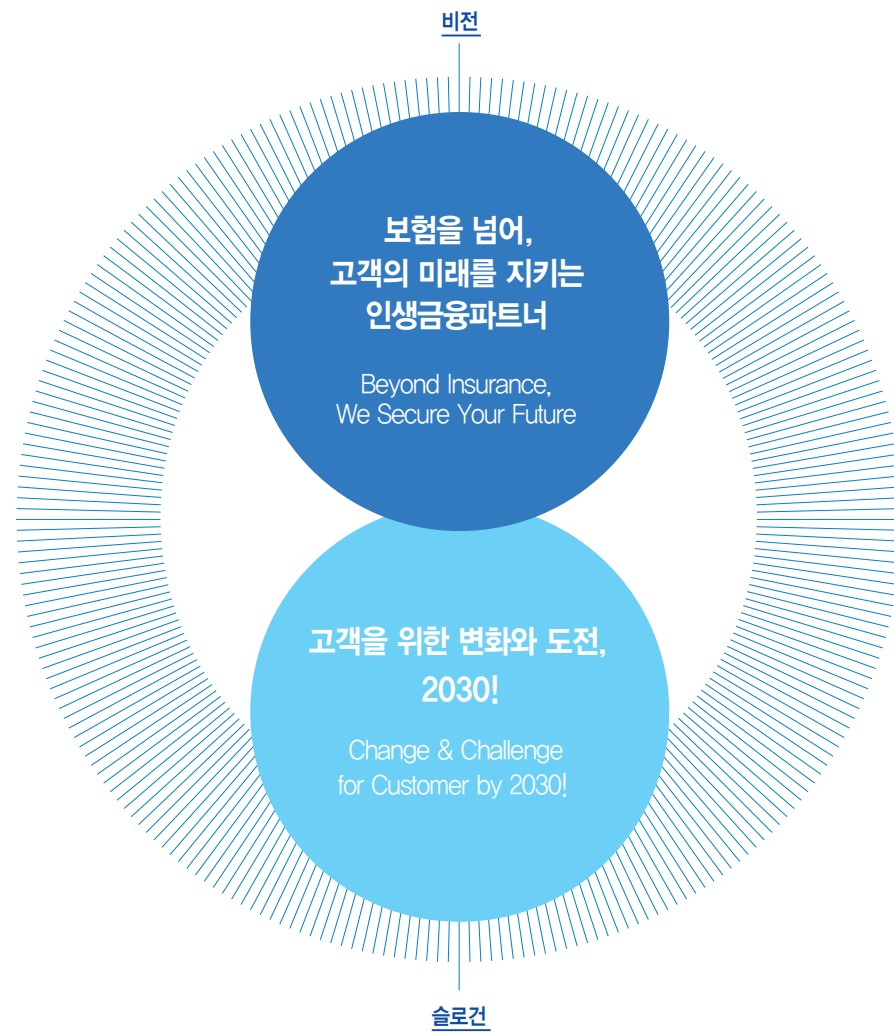 비전
보험을 넘어,
고객의 미래를 지키는
인생금융파트너
Beyond Insurance,
We Secure Your Future
고객을 위한 변화와 도전,
2030!
Change & Challenge
for Customer by 2030!
슬로건